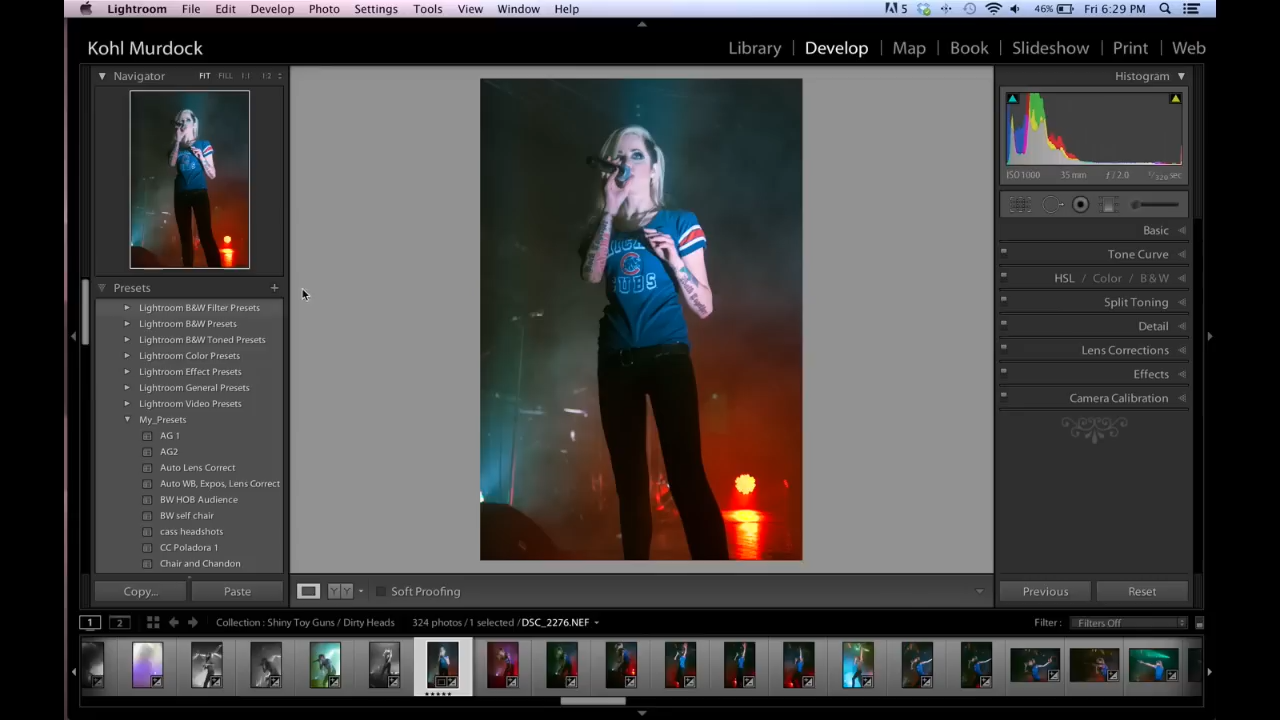 Lightroom File Edit Develop Photo Settings Tools View Window Help 5 46% Fri 6:29 PM
Kohl Murdock
Library | Develop | Map | Book | Slideshow | Print | Web
Navigator FIT FILL 1:1
Histogram
ISO 1000 35 mm ƒ / 2.0 1/320 sec
Basic
Tone Curve
HSL / Color / B & W
Split Toning
Detail
Lens Corrections
Effects
Camera Calibration
Presets +
Lightroom B&W Filter Presets
Lightroom B&W Presets
Lightroom B&W Toned Presets
Lightroom Color Presets
Lightroom Effect Presets
Lightroom General Presets
Lightroom Video Presets
My_Presets
AG 1
AG2
Auto Lens Correct
Auto WB, Expos, Lens Correct
BW HOB Audience
BW self chair
cass headshots
CC Poladora 1
Chair and Chandon
CUBS
Copy... Paste
Y Y Soft Proofing
Previous Reset
1 2 Collection : Shiny Toy Guns / Dirty Heads 324 photos / 1 selected / DSC_2276.NEF Filter : Filters Off